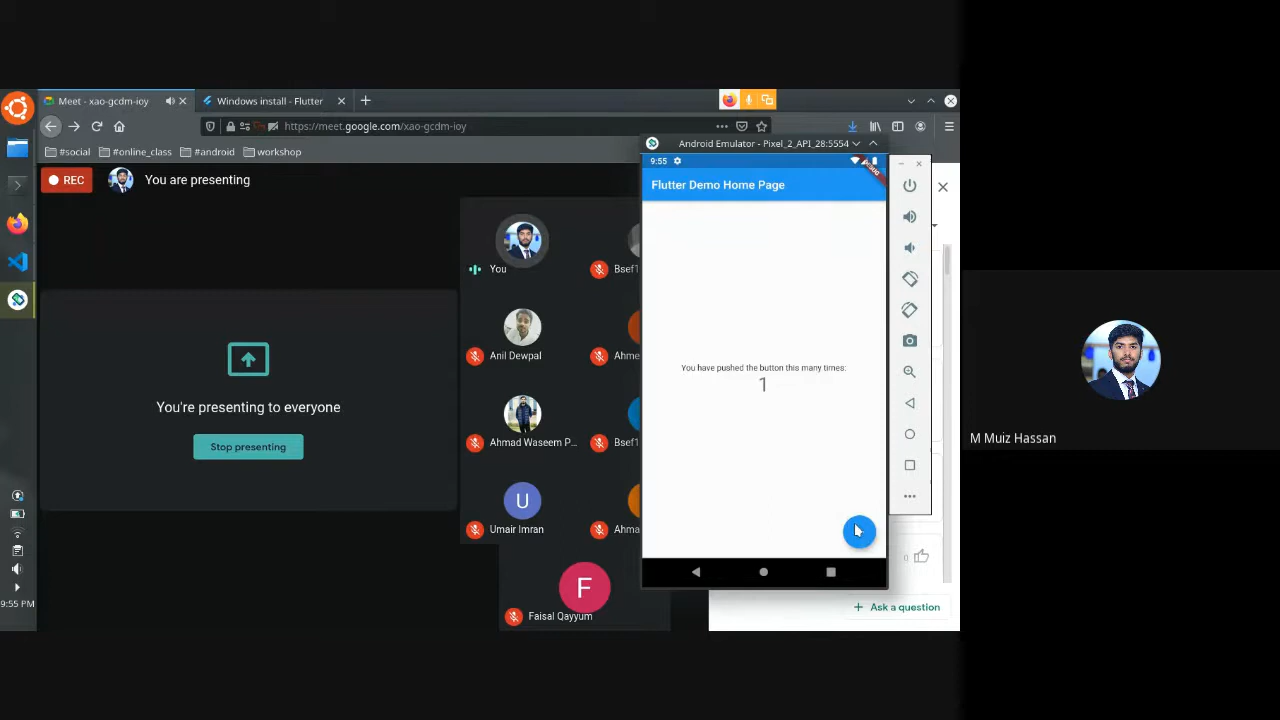 Meet - xao-gcdm-ioy
Windows install - Flutter
https://meet.google.com/xao-gcdm-ioy
#social
#online_class
#android
workshop
REC
You are presenting
You're presenting to everyone
Stop presenting
You
Bsef1
Anil Dewpal
Ahme
Ahmad Waseem P...
Bsef1
U
Umair Imran
Ahma
F
Faisal Qayyum
Android Emulator - Pixel_2_API_28:5554
9:55
Flutter Demo Home Page
You have pushed the button this many times:
1
0
+ Ask a question
9:55 PM
M Muiz Hassan